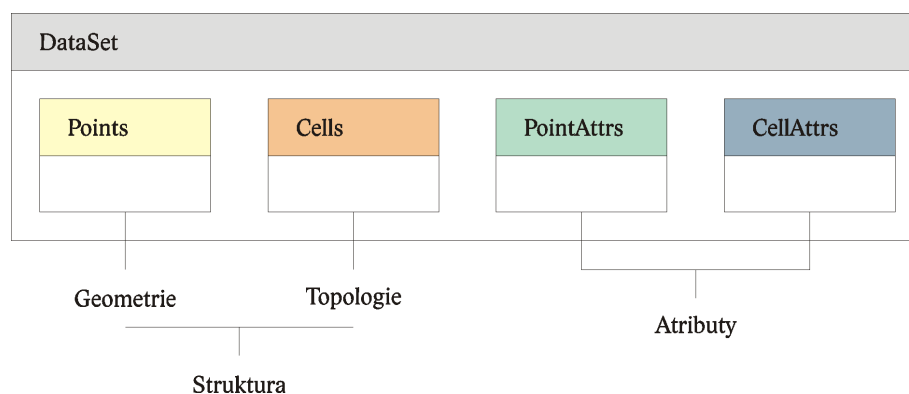 DataSet
Points
Cells
PointAttrs
CellAttrs
Geometrie
Topologie
Atributy
Struktura